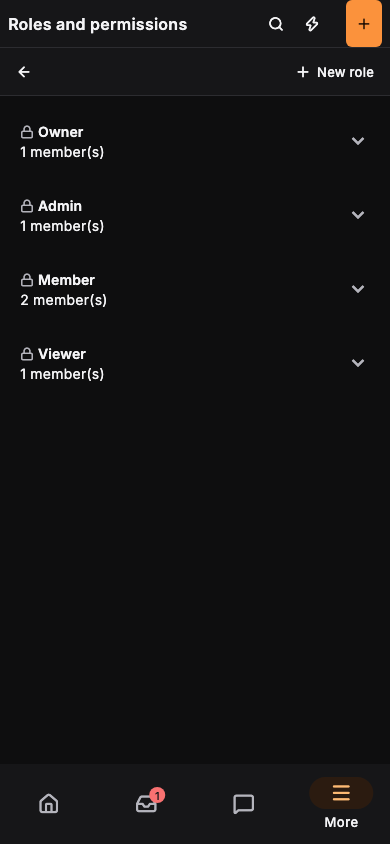 Roles and permissions
New role
Owner
1 member(s)
Admin
1 member(s)
Member
2 member(s)
Viewer
1 member(s)
1
More